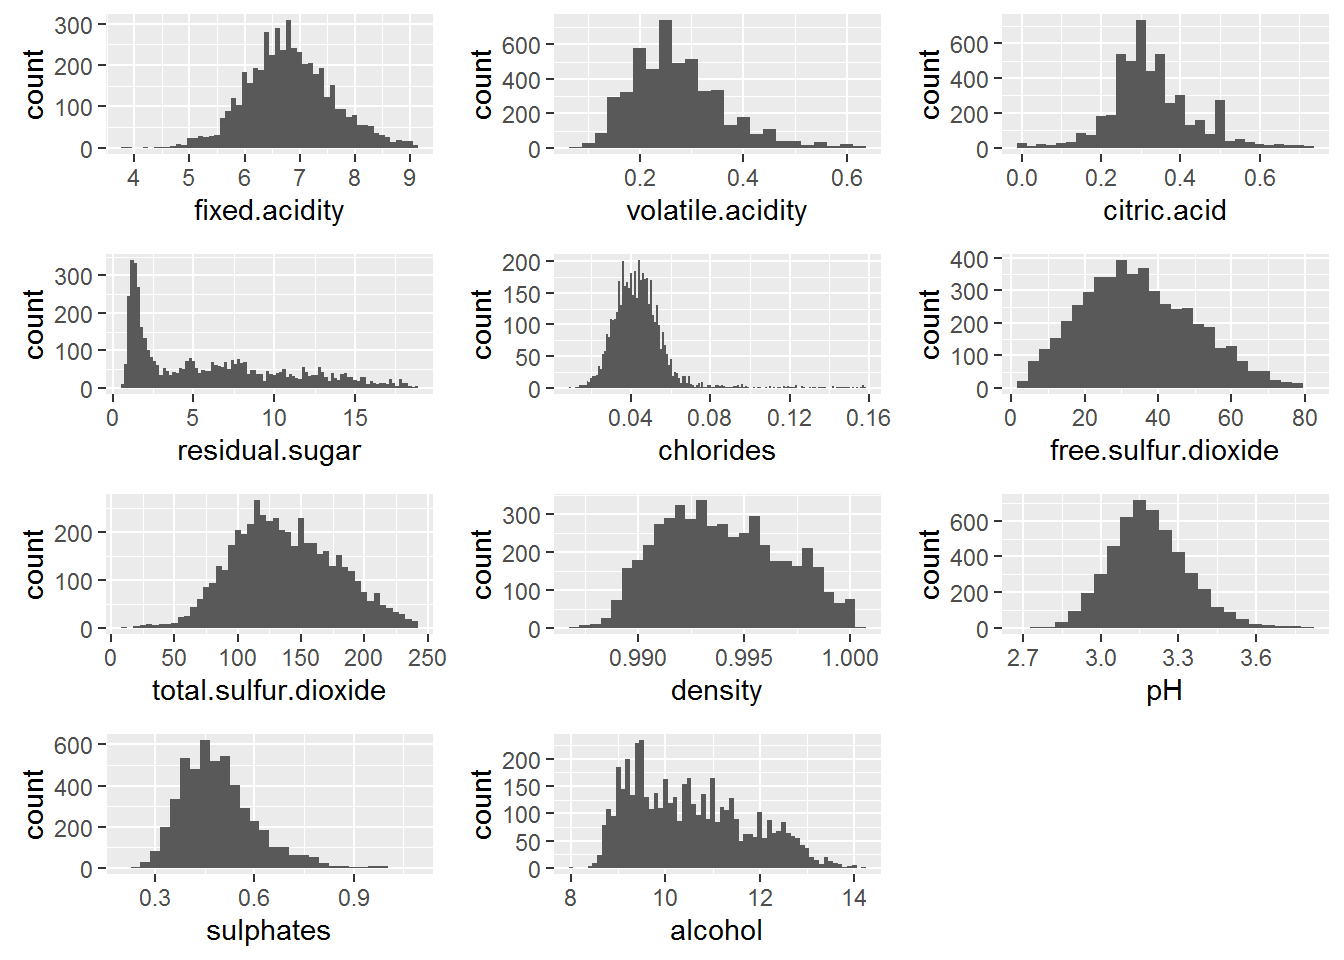 count
300
200
100
0
4 5 6 7 8 9
fixed.acidity
count
600
400
200
0
0.2 0.4 0.6
volatile.acidity
count
600
400
200
0
0.0 0.2 0.4 0.6
citric.acid
count
300
200
100
0
0 5 10 15
residual.sugar
count
200
150
100
50
0
0.04 0.08 0.12 0.16
chlorides
count
400
300
200
100
0
0 20 40 60 80
free.sulfur.dioxide
count
200
100
0
0 50 100 150 200 250
total.sulfur.dioxide
count
300
200
100
0
0.990 0.995 1.000
density
count
600
400
200
0
2.7 3.0 3.3 3.6
pH
count
600
400
200
0
0.3 0.6 0.9
sulphates
count
200
150
100
50
0
8 10 12 14
alcohol